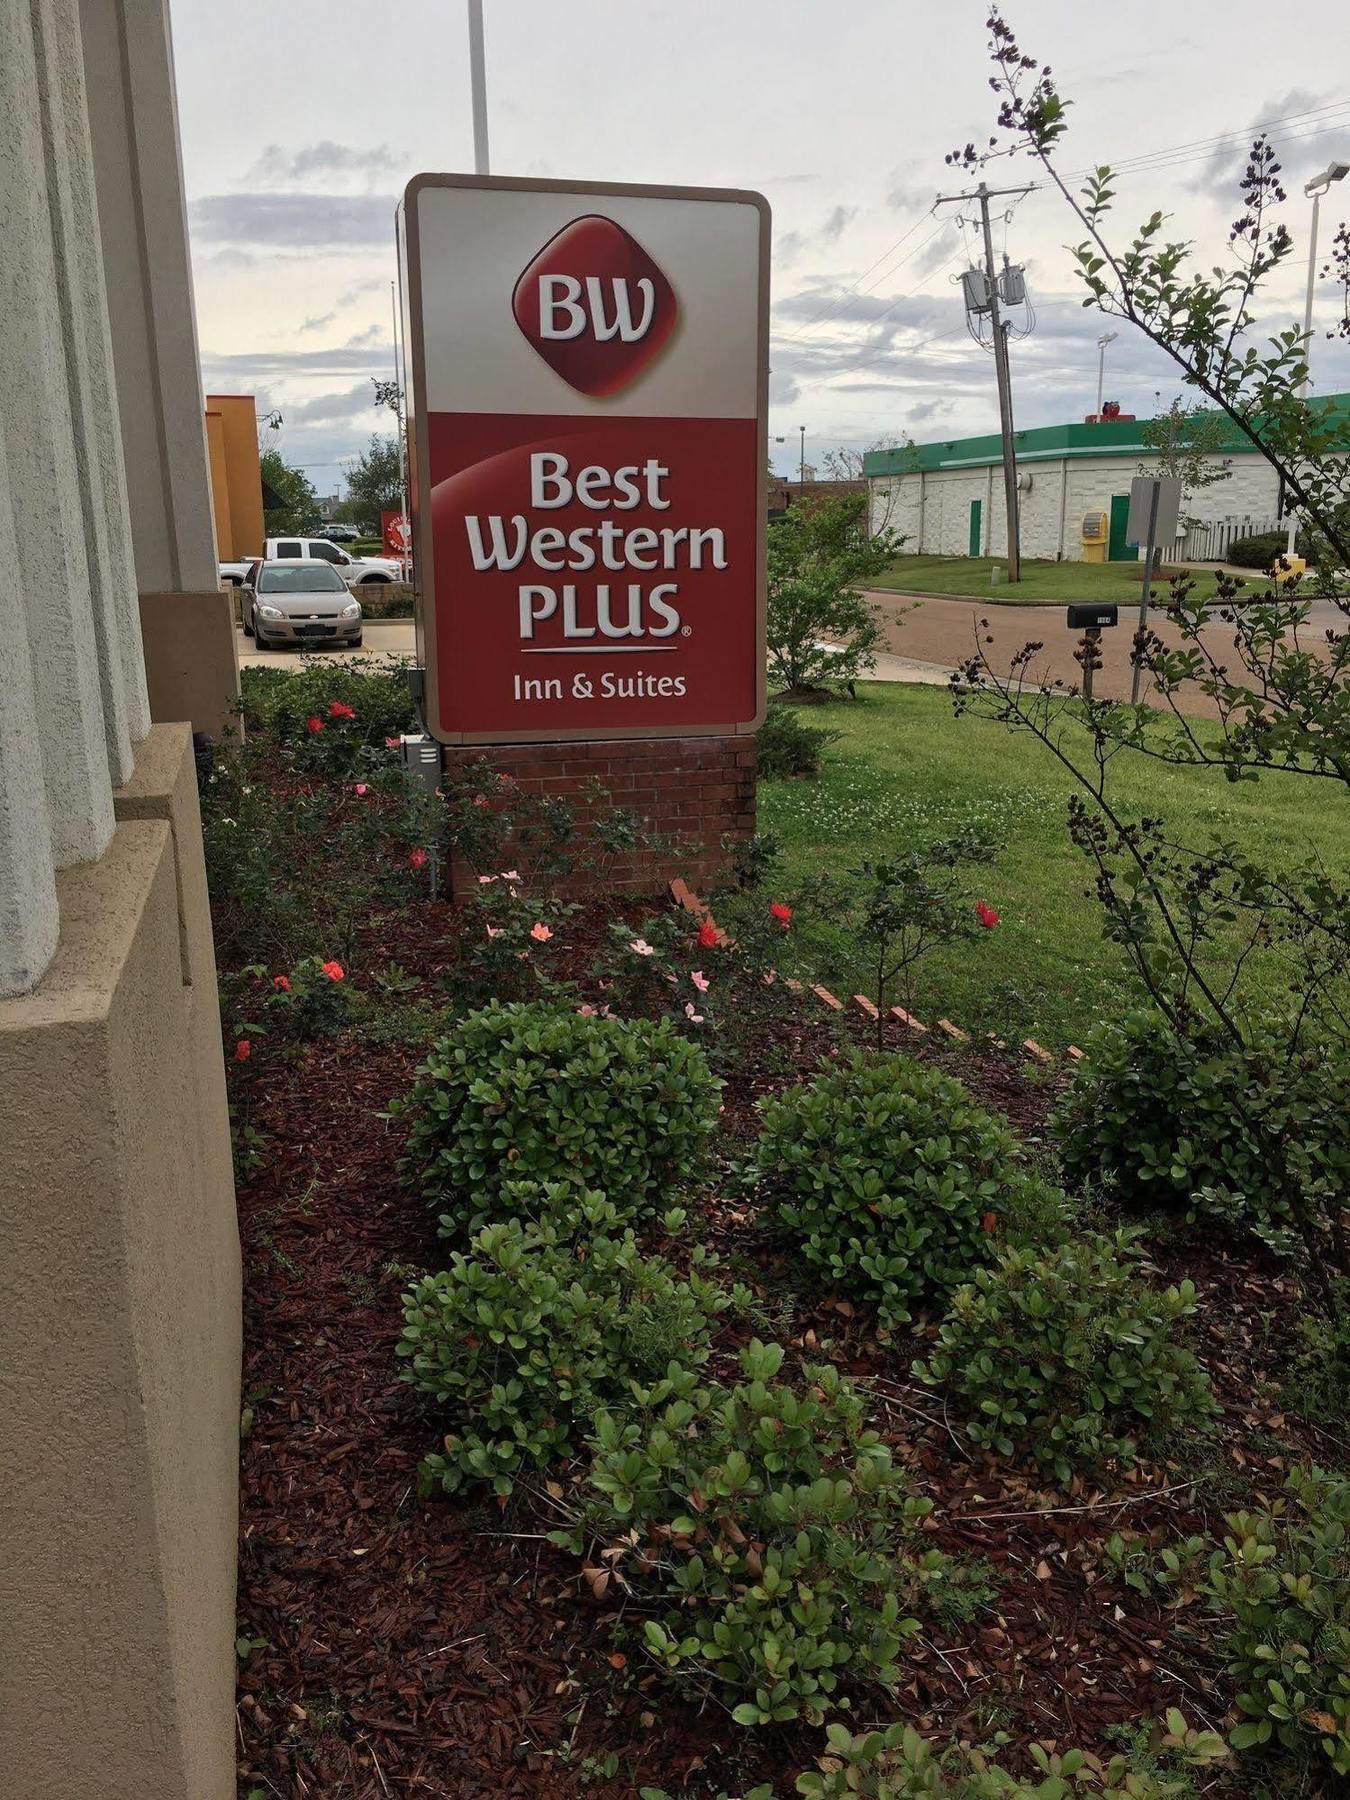 BW
Best
Western
PLUS®
Inn & Suites